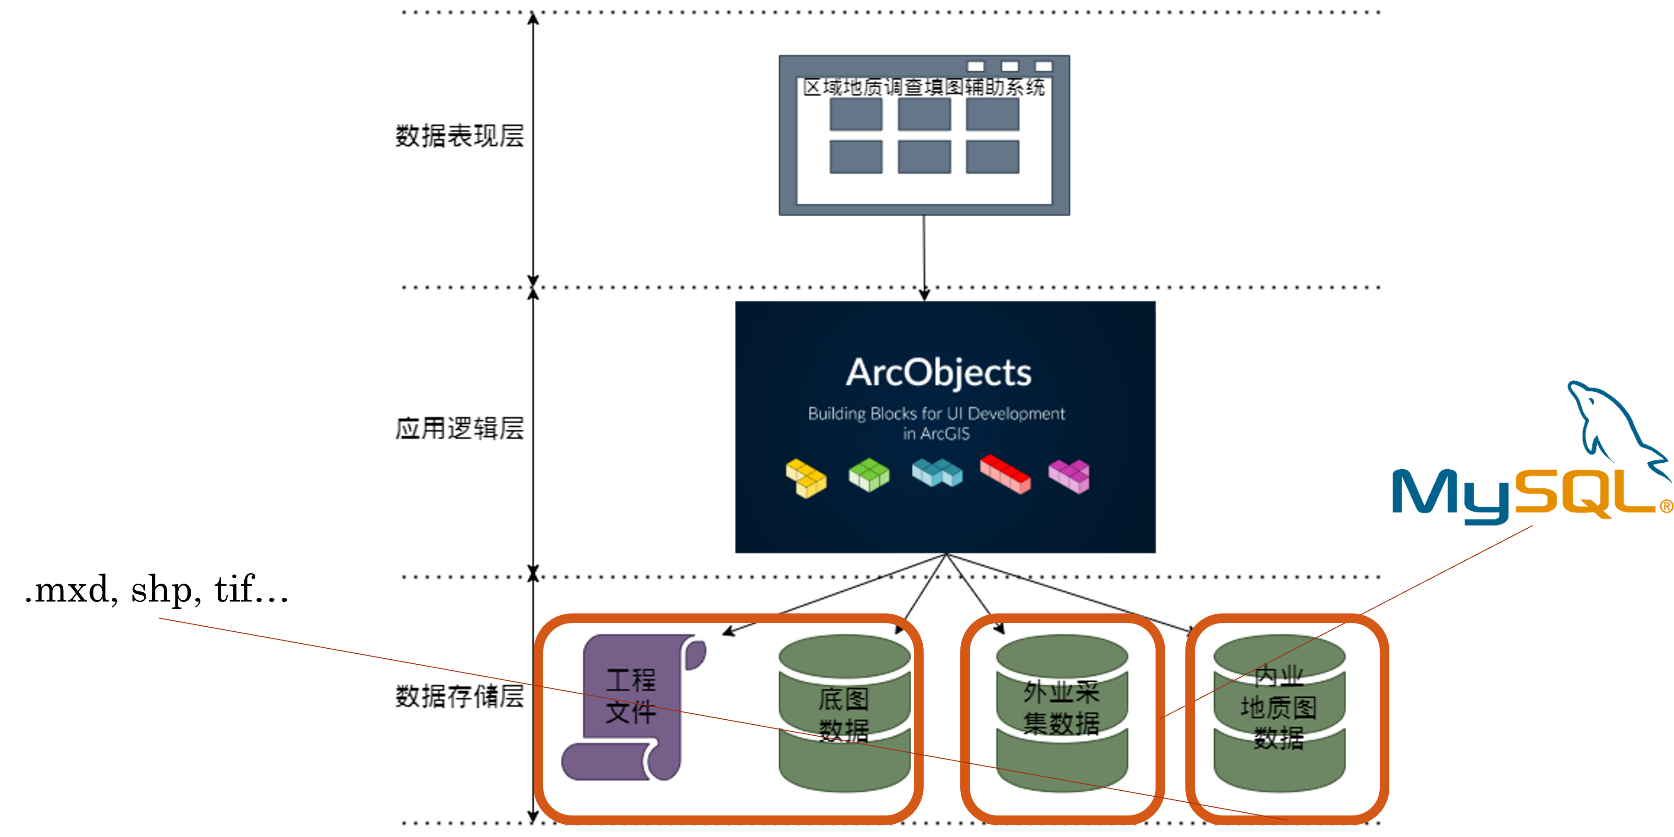 区域地质调查填图辅助系统
数据表现层
ArcObjects
Building Blocks for UI Development
in ArcGIS
应用逻辑层
MySQL®
.mxd, shp, tif...
数据存储层
工程
文件
底图
数据
外业采
集数据
内业
地质图
数据